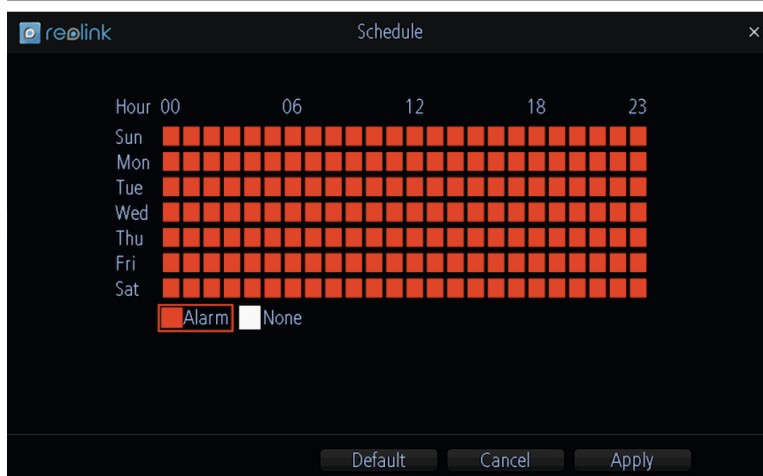 reolink Schedule ×
Hour 00 06 12 18 23
Sun
Mon
Tue
Wed
Thu
Fri
Sat
Alarm None
Default Cancel Apply